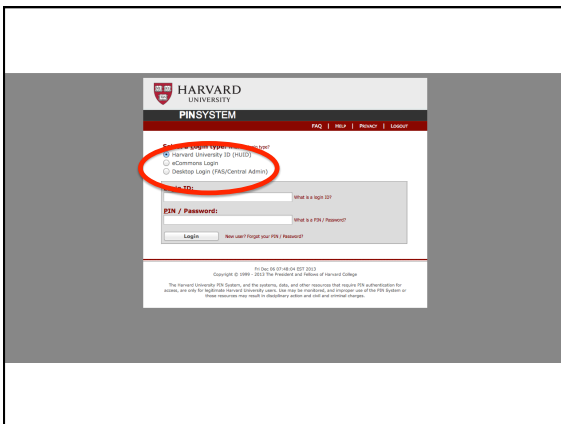 HARVARD
UNIVERSITY
PINSYSTEM
FAQ | HELP | PRIVACY | LOGOUT
login type: type?
Harvard University ID (HUID)
eCommons Login
Desktop Login (FAS/Central Admin)
ID:
What is a login ID?
PIN / Password:
What is a PIN / Password?
Login New user? Forgot your PIN / Password?
Fri Dec 06 07:48:04 EST 2013
Copyright © 1999 - 2013 The President and Fellows of Harvard College
The Harvard University PIN System, and the systems, data, and other resources that require PIN authentication for
access, are only for legitimate Harvard University users. Use may be monitored, and improper use of the PIN System or
those resources may result in disciplinary action and civil and criminal charges.